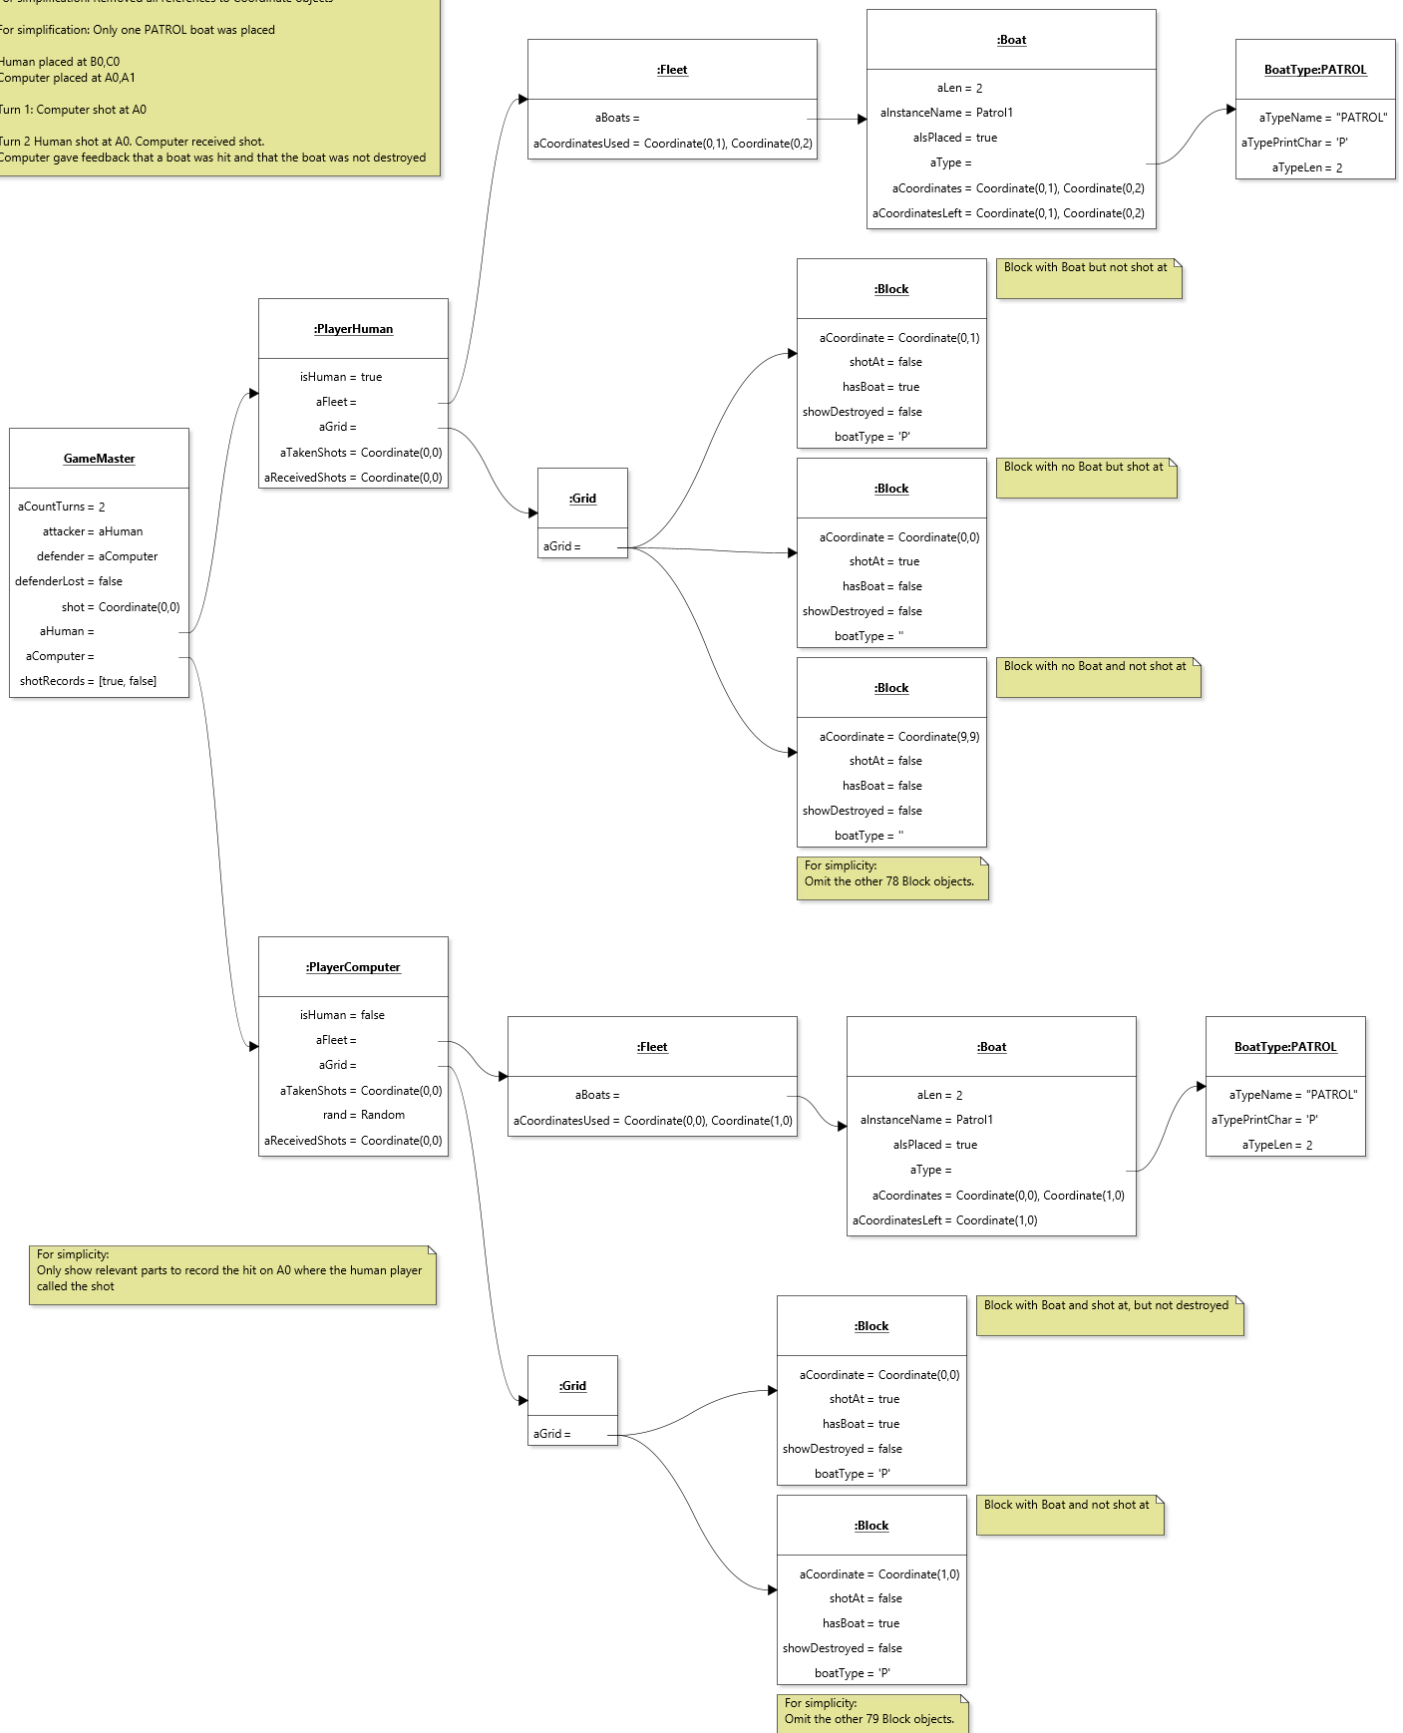 For simplification: Removed all references to Coordinate objects
For simplification: Only one PATROL boat was placed
Human placed at B0,C0
Computer placed at A0,A1
Turn 1: Computer shot at A0
Turn 2 Human shot at A0. Computer received shot.
Computer gave feedback that a boat was hit and that the boat was not destroyed
:Fleet
aBoats =
aCoordinatesUsed = Coordinate(0,1), Coordinate(0,2)
:Boat
aLen = 2
aInstanceName = Patrol1
aIsPlaced = true
aType =
aCoordinates = Coordinate(0,1), Coordinate(0,2)
aCoordinatesLeft = Coordinate(0,1), Coordinate(0,2)
BoatType:PATROL
aTypeName = "PATROL"
aTypePrintChar = 'P'
aTypeLen = 2
:PlayerHuman
isHuman = true
aFleet =
aGrid =
aTakenShots = Coordinate(0,0)
aReceivedShots = Coordinate(0,0)
GameMaster
aCountTurns = 2
attacker = aHuman
defender = aComputer
defenderLost = false
shot = Coordinate(0,0)
aHuman =
aComputer =
shotRecords = [true, false]
:Grid
aGrid =
:Block
aCoordinate = Coordinate(0,1)
shotAt = false
hasBoat = true
showDestroyed = false
boatType = 'P'
Block with Boat but not shot at
:Block
aCoordinate = Coordinate(0,0)
shotAt = true
hasBoat = false
showDestroyed = false
boatType = ''
Block with no Boat but shot at
:Block
aCoordinate = Coordinate(9,9)
shotAt = false
hasBoat = false
showDestroyed = false
boatType = ''
Block with no Boat and not shot at
For simplicity:
Omit the other 78 Block objects.
:PlayerComputer
isHuman = false
aFleet =
aGrid =
aTakenShots = Coordinate(0,0)
rand = Random
aReceivedShots = Coordinate(0,0)
:Fleet
aBoats =
aCoordinatesUsed = Coordinate(0,0), Coordinate(1,0)
:Boat
aLen = 2
aInstanceName = Patrol1
aIsPlaced = true
aType =
aCoordinates = Coordinate(0,0), Coordinate(1,0)
aCoordinatesLeft = Coordinate(1,0)
BoatType:PATROL
aTypeName = "PATROL"
aTypePrintChar = 'P'
aTypeLen = 2
For simplicity:
Only show relevant parts to record the hit on A0 where the human player
called the shot
:Grid
aGrid =
:Block
aCoordinate = Coordinate(0,0)
shotAt = true
hasBoat = true
showDestroyed = false
boatType = 'P'
Block with Boat and shot at, but not destroyed
:Block
aCoordinate = Coordinate(1,0)
shotAt = false
hasBoat = true
showDestroyed = false
boatType = 'P'
Block with Boat and not shot at
For simplicity:
Omit the other 79 Block objects.